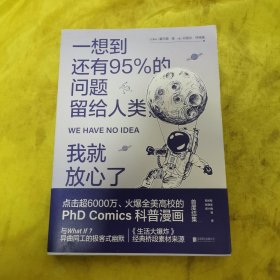 一想到
还有95%的
问题
留给人类，
WE HAVE NO IDEA
我就
放心了
点击超6000万、火爆全美高校的
PhD Comics 科普漫画
与What If？
异曲同工的极客式幽默
《生活大爆炸》
经典桥段素材来源